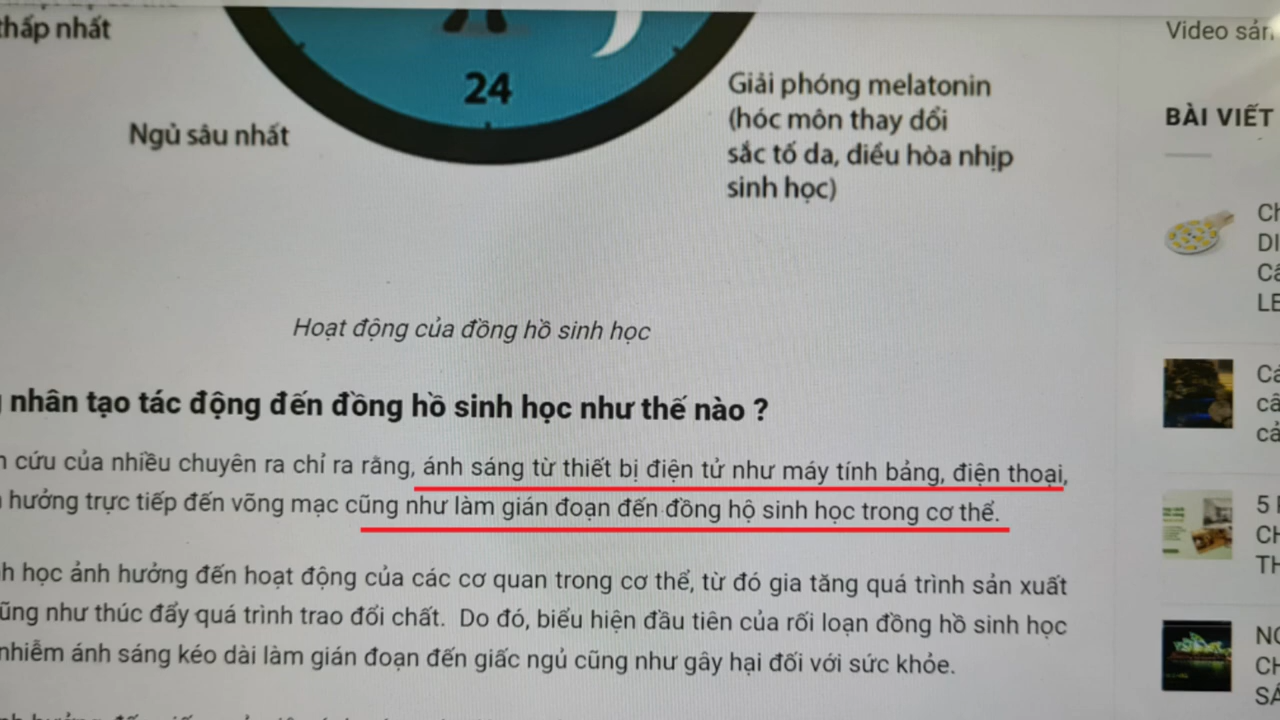 thấp nhất
24
Ngủ sâu nhất
Giải phóng melatonin
(hóc môn thay đổi
sắc tố da, điều hòa nhịp
sinh học)
Hoạt động của đồng hồ sinh học
nhân tạo tác động đến đồng hồ sinh học như thế nào ?
cứu của nhiều chuyên ra chỉ ra rằng, ánh sáng từ thiết bị điện tử như máy tính bảng, điện thoại,
hưởng trực tiếp đến võng mạc cũng như làm gián đoạn đến đồng hộ sinh học trong cơ thể.
học ảnh hưởng đến hoạt động của các cơ quan trong cơ thể, từ đó gia tăng quá trình sản xuất
cũng như thúc đẩy quá trình trao đổi chất. Do đó, biểu hiện đầu tiên của rối loạn đồng hồ sinh học
nhiễm ánh sáng kéo dài làm gián đoạn đến giấc ngủ cũng như gây hại đối với sức khỏe.
Video sản
BÀI VIẾT
5